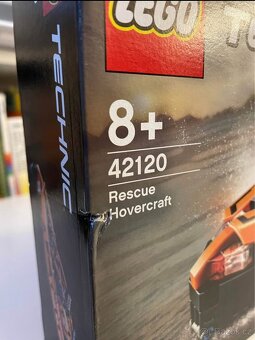 LEGO
TECHNIC
8+
42120
Rescue
Hovercraft